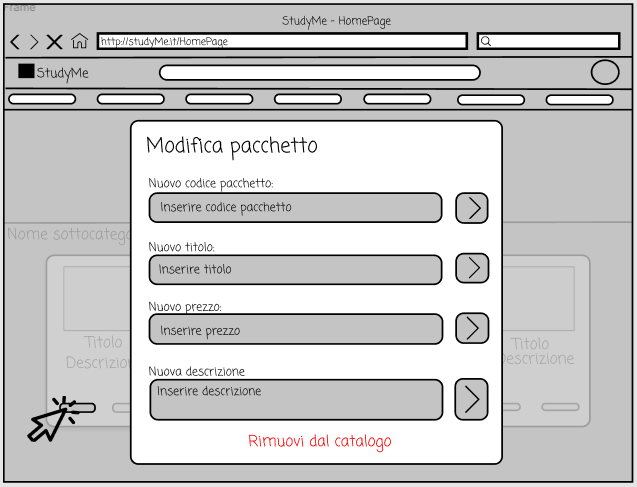 Frame
StudyMe - HomePage
http://studyMe.it/HomePage
StudyMe
Modifica pacchetto
Nuovo codice pacchetto:
Inserire codice pacchetto
Nome sottocatego
Nuovo titolo:
Inserire titolo
Nuovo prezzo:
Inserire prezzo
Titolo
Descrizion
Titolo
Descrizione
Nuova descrizione
Inserire descrizione
Rimuovi dal catalogo